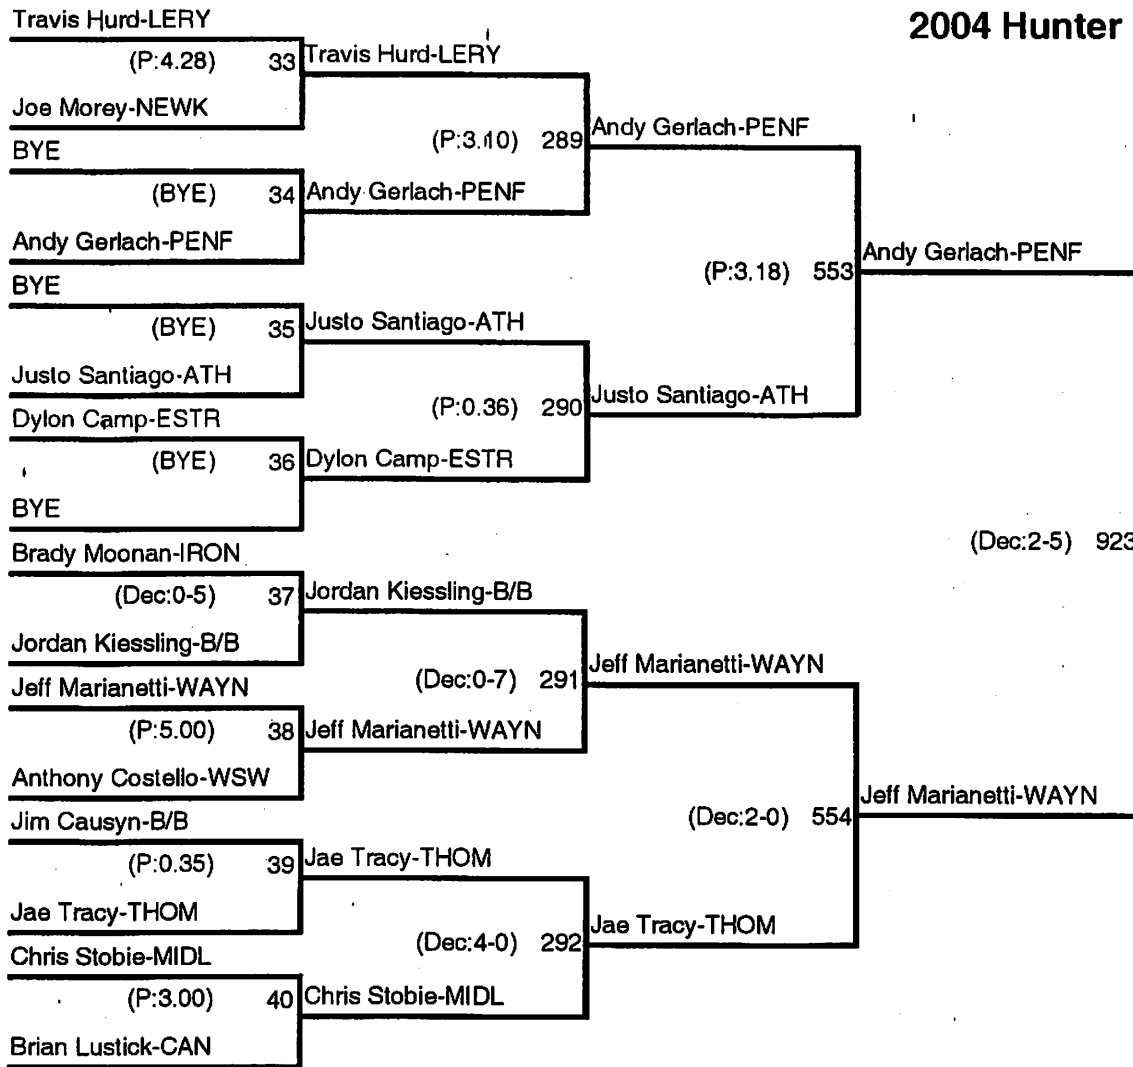 2004 Hunter
Travis Hurd-LERY
(P:4.28) 33
Travis Hurd-LERY
Joe Morey-NEWK
(P:3.10) 289
Andy Gerlach-PENF
BYE
(BYE) 34
Andy Gerlach-PENF
Andy Gerlach-PENF
(P:3.18) 553
Andy Gerlach-PENF
BYE
(BYE) 35
Justo Santiago-ATH
Justo Santiago-ATH
(P:0.36) 290
Justo Santiago-ATH
Dylon Camp-ESTR
(BYE) 36
Dylon Camp-ESTR
BYE
(Dec:2-5) 923
Brady Moonan-IRON
(Dec:0-5) 37
Jordan Kiessling-B/B
Jordan Kiessling-B/B
(Dec:0-7) 291
Jeff Marianetti-WAYN
Jeff Marianetti-WAYN
(P:5.00) 38
Jeff Marianetti-WAYN
Anthony Costello-WSW
(Dec:2-0) 554
Jeff Marianetti-WAYN
Jim Causyn-B/B
(P:0.35) 39
Jae Tracy-THOM
Jae Tracy-THOM
(Dec:4-0) 292
Jae Tracy-THOM
Chris Stobie-MIDL
(P:3.00) 40
Chris Stobie-MIDL
Brian Lustick-CAN